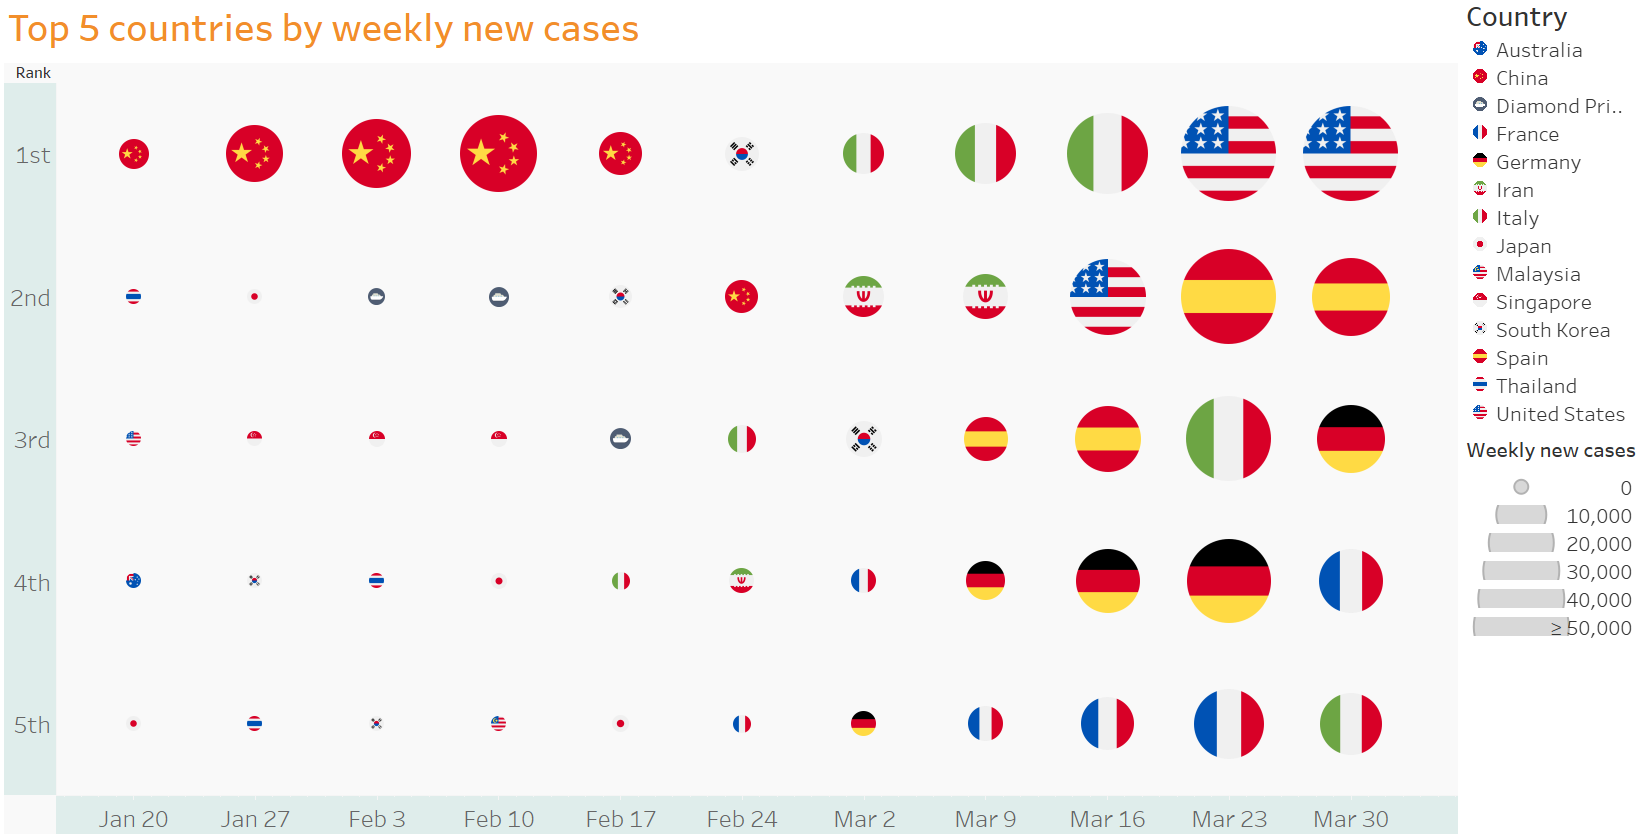 Top 5 countries by weekly new cases
Rank
1st
2nd
3rd
4th
5th
Jan 20 Jan 27 Feb 3 Feb 10 Feb 17 Feb 24 Mar 2 Mar 9 Mar 16 Mar 23 Mar 30
Country
Australia
China
Diamond Pri..
France
Germany
Iran
Italy
Japan
Malaysia
Singapore
South Korea
Spain
Thailand
United States
Weekly new cases
0
10,000
20,000
30,000
40,000
≥ 50,000